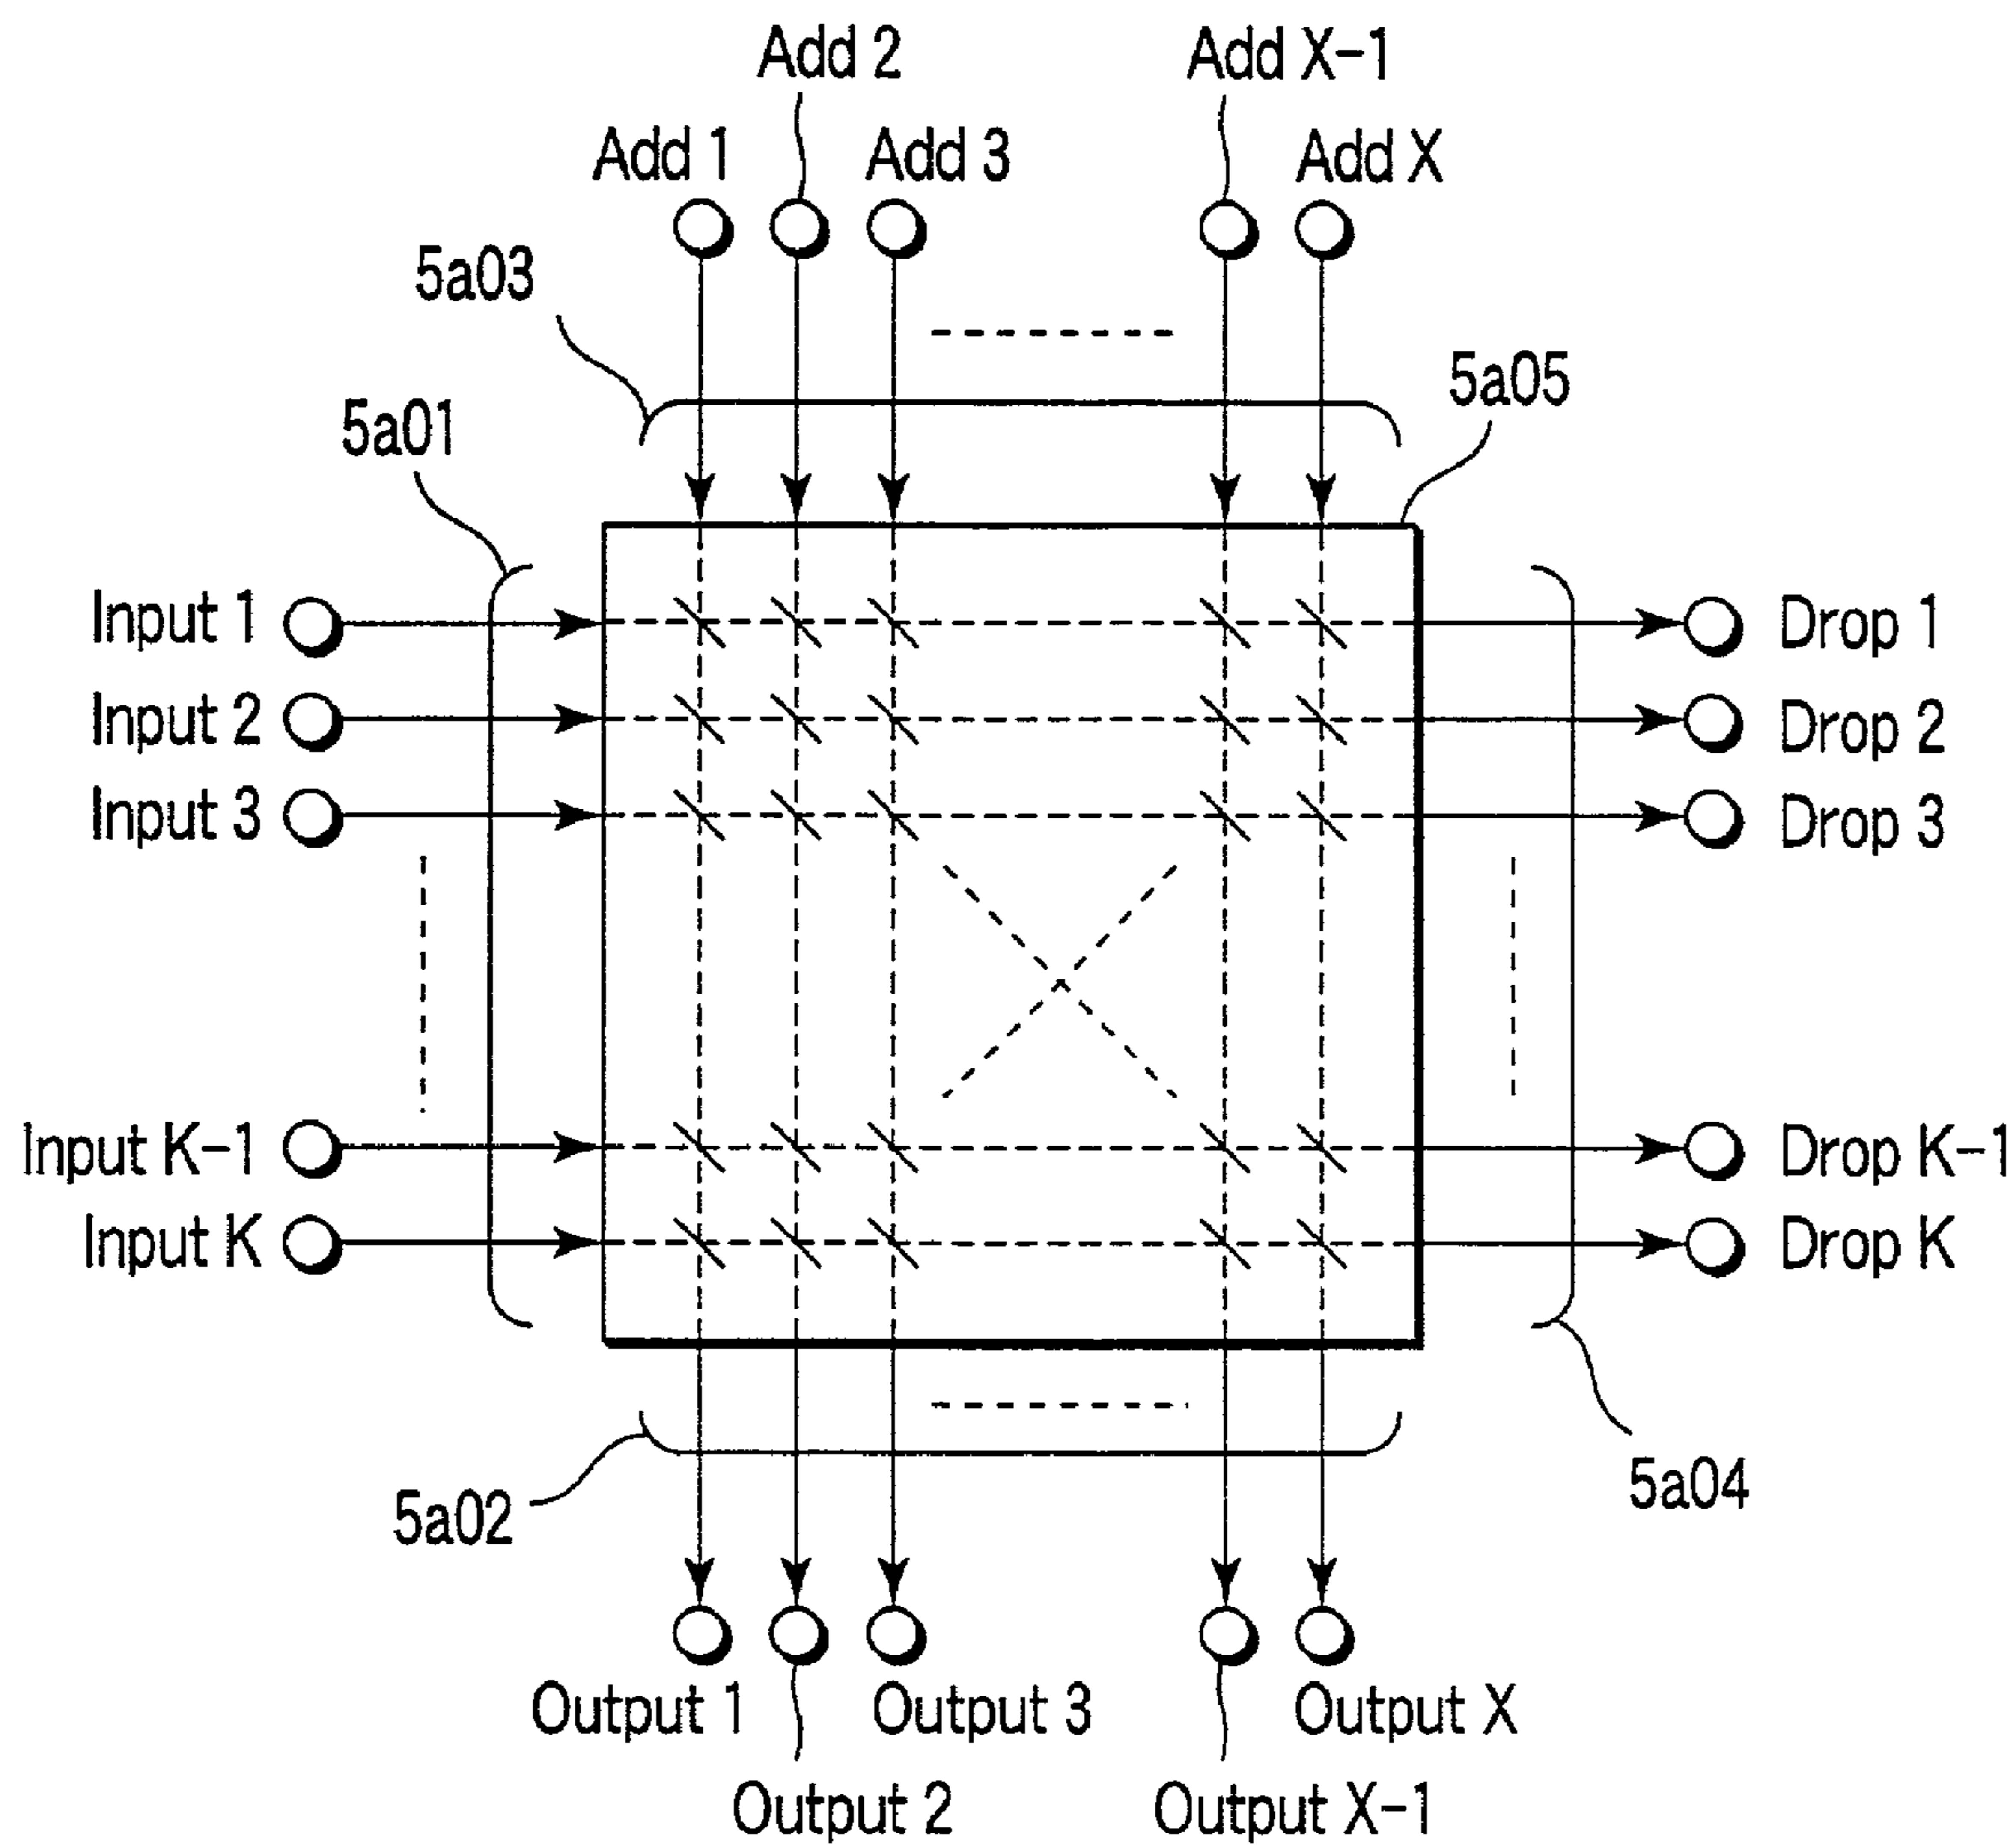 Add 2
Add X-1
Add 1
Add 3
Add X
5a03
5a05
5a01
Input 1
Drop 1
Input 2
Drop 2
Input 3
Drop 3
Input K-1
Drop K-1
Input K
Drop K
5a02
5a04
Output 1
Output 3
Output X
Output 2
Output X-1